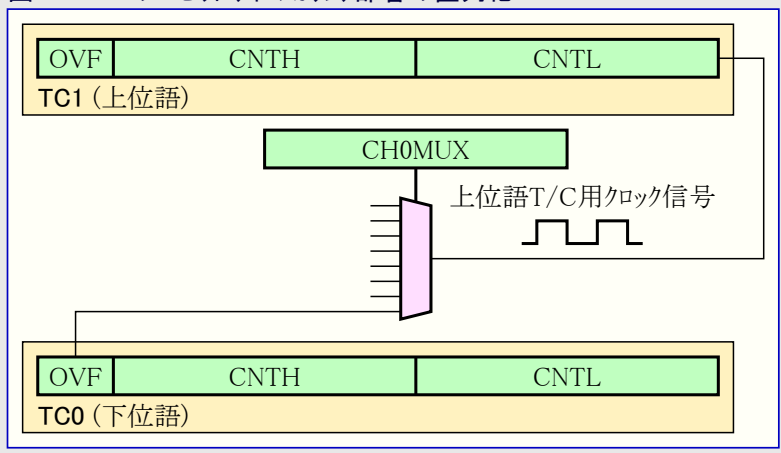 OVF CNTH CNTL
TC1 (上位語)
CH0MUX
上位語T/C用ｸﾛｯｸ信号
OVF CNTH CNTL
TC0 (下位語)